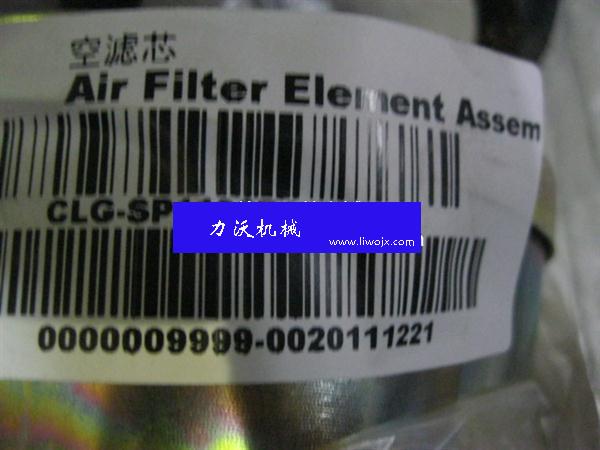 空滤芯
Air Filter Element Assem
CLG-SP
力沃机械
www.liwojx.com
0000009999-0020111221